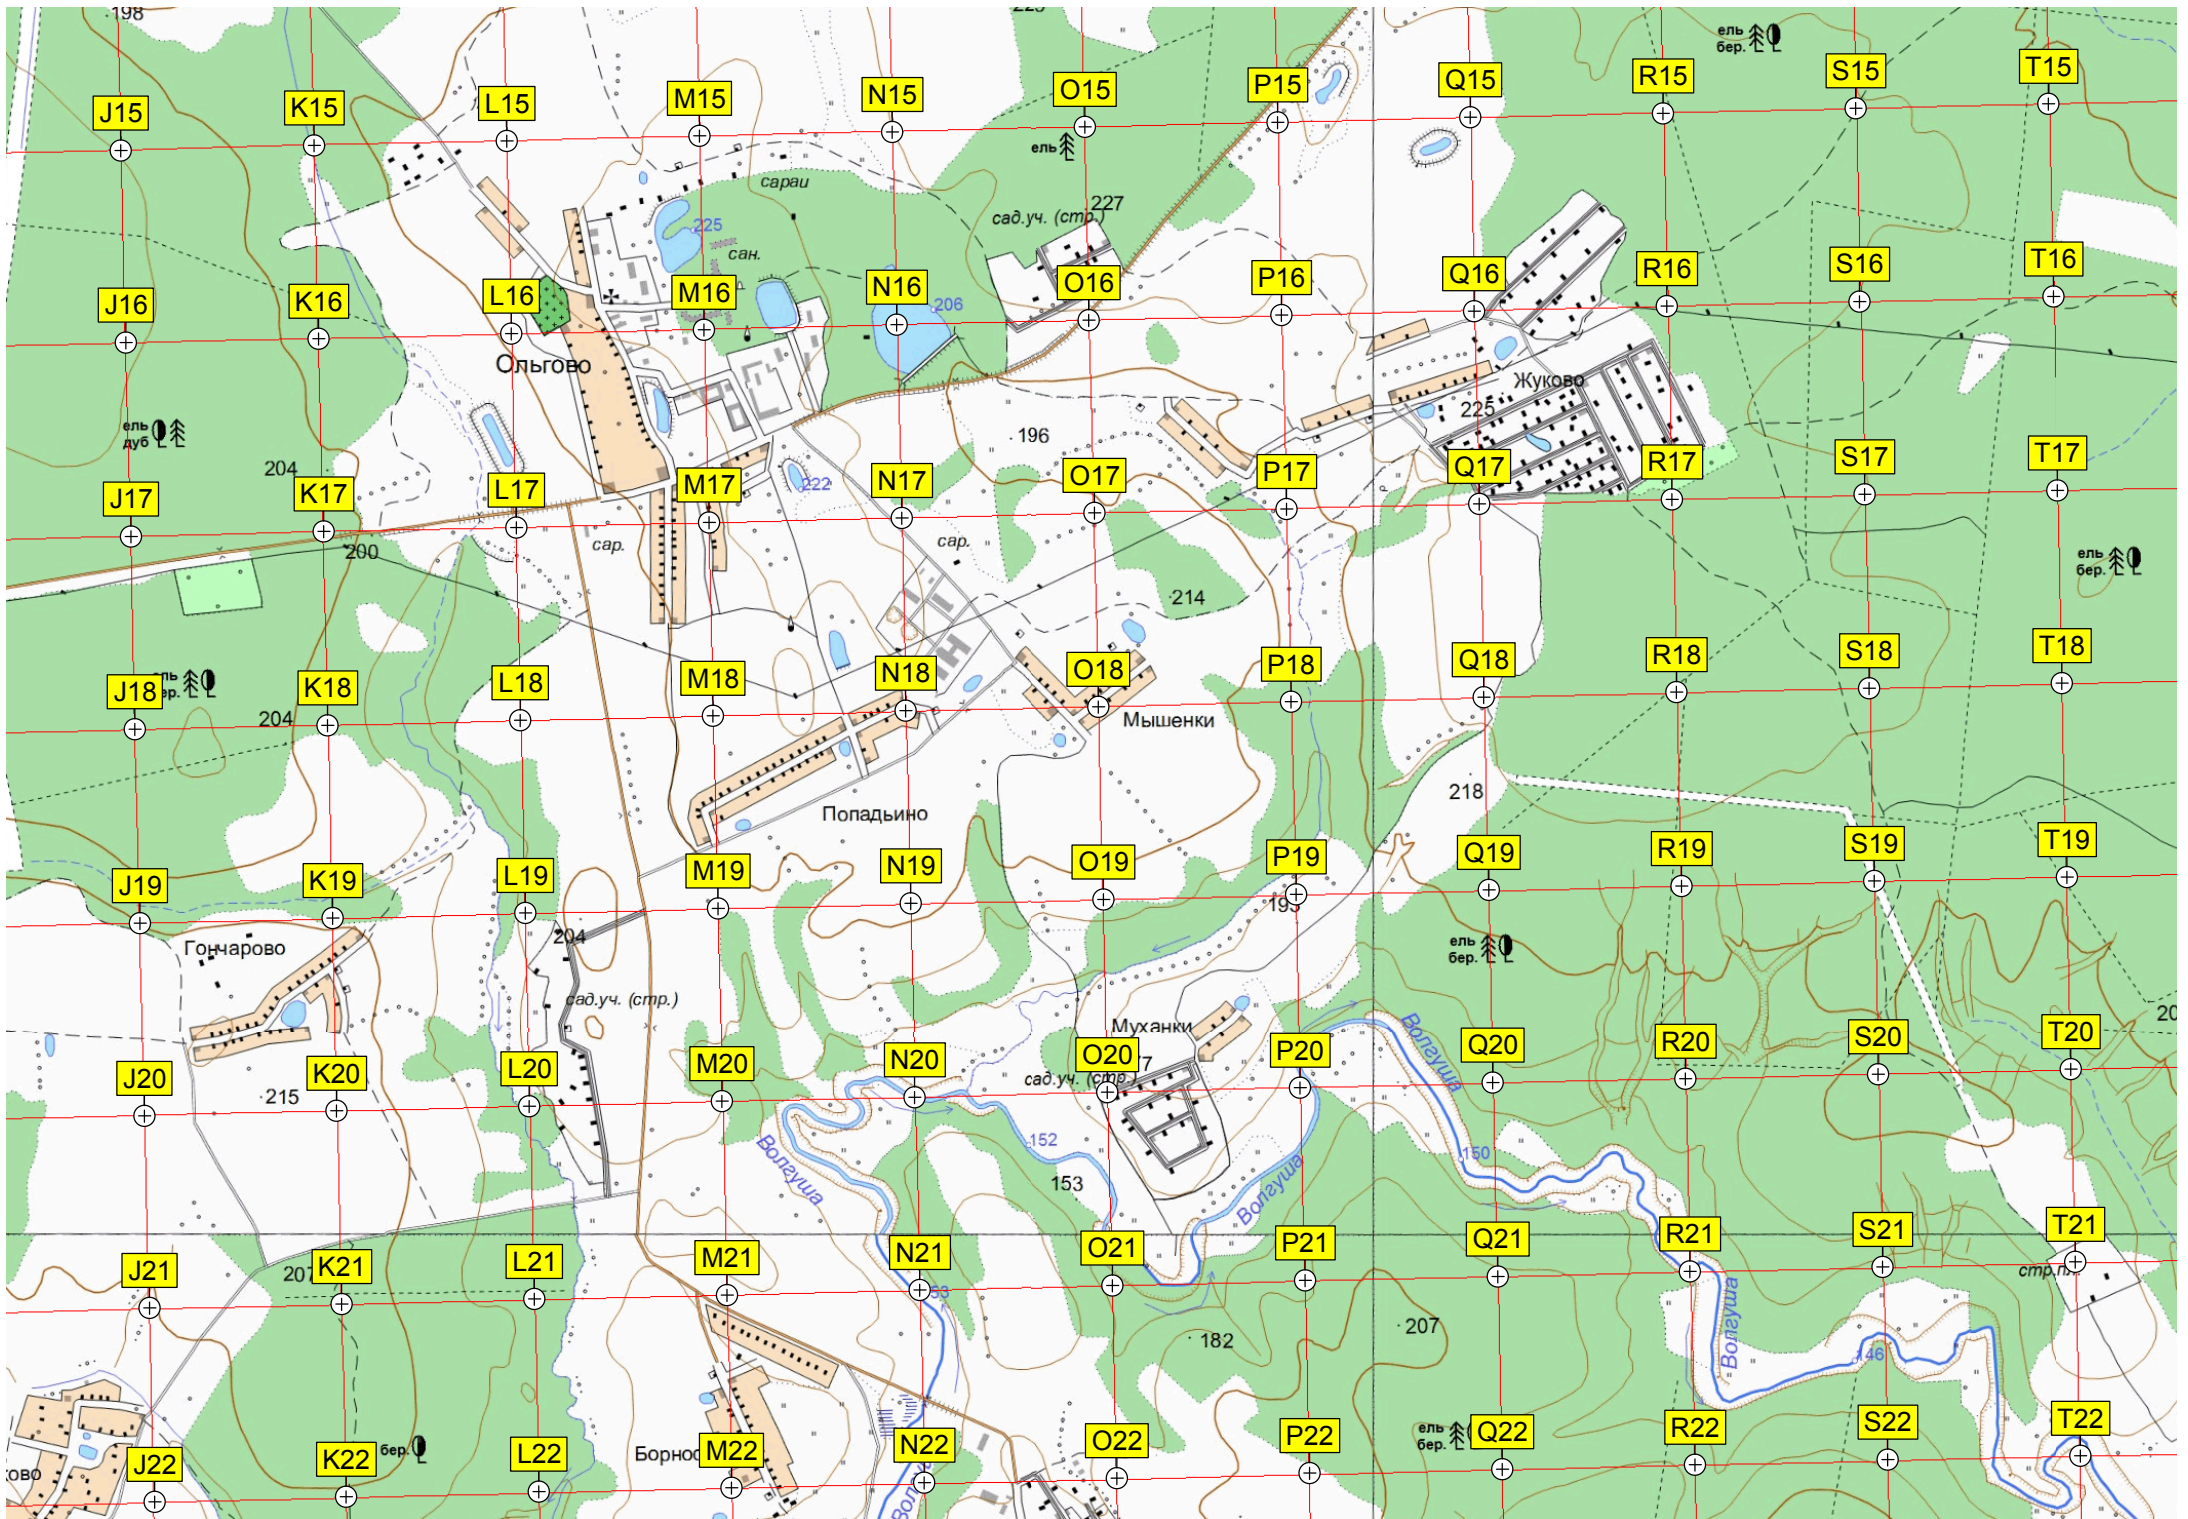 198
ель
бер.
J15
K15
L15
M15
N15
O15
P15
Q15
R15
S15
T15
ель
сараи
227
сад.уч. (стр.)
225
сан.
J16
K16
L16
M16
N16
206
O16
P16
Q16
R16
S16
T16
Ольгово
Жуково
225
ель
дуб
196
204
222
J17
K17
L17
M17
N17
O17
P17
Q17
R17
S17
T17
200
сар.
сар.
ель
бер.
214
J18
K18
L18
M18
N18
O18
P18
Q18
R18
S18
T18
204
Мышенки
218
Попадьино
J19
K19
L19
M19
N19
O19
P19
Q19
R19
S19
T19
204
Гончарово
ель
бер.
сад.уч. (стр.)
Муханки
Волгуша
J20
K20
L20
M20
N20
O20
P20
Q20
R20
S20
T20
215
152
150
153
Волгуша
Волгуша
J21
K21
L21
M21
N21
O21
P21
Q21
R21
S21
T21
207
182
207
Волгуша
146
J22
K22
бер.
L22
M22
N22
O22
P22
ель
бер.
Q22
R22
S22
T22